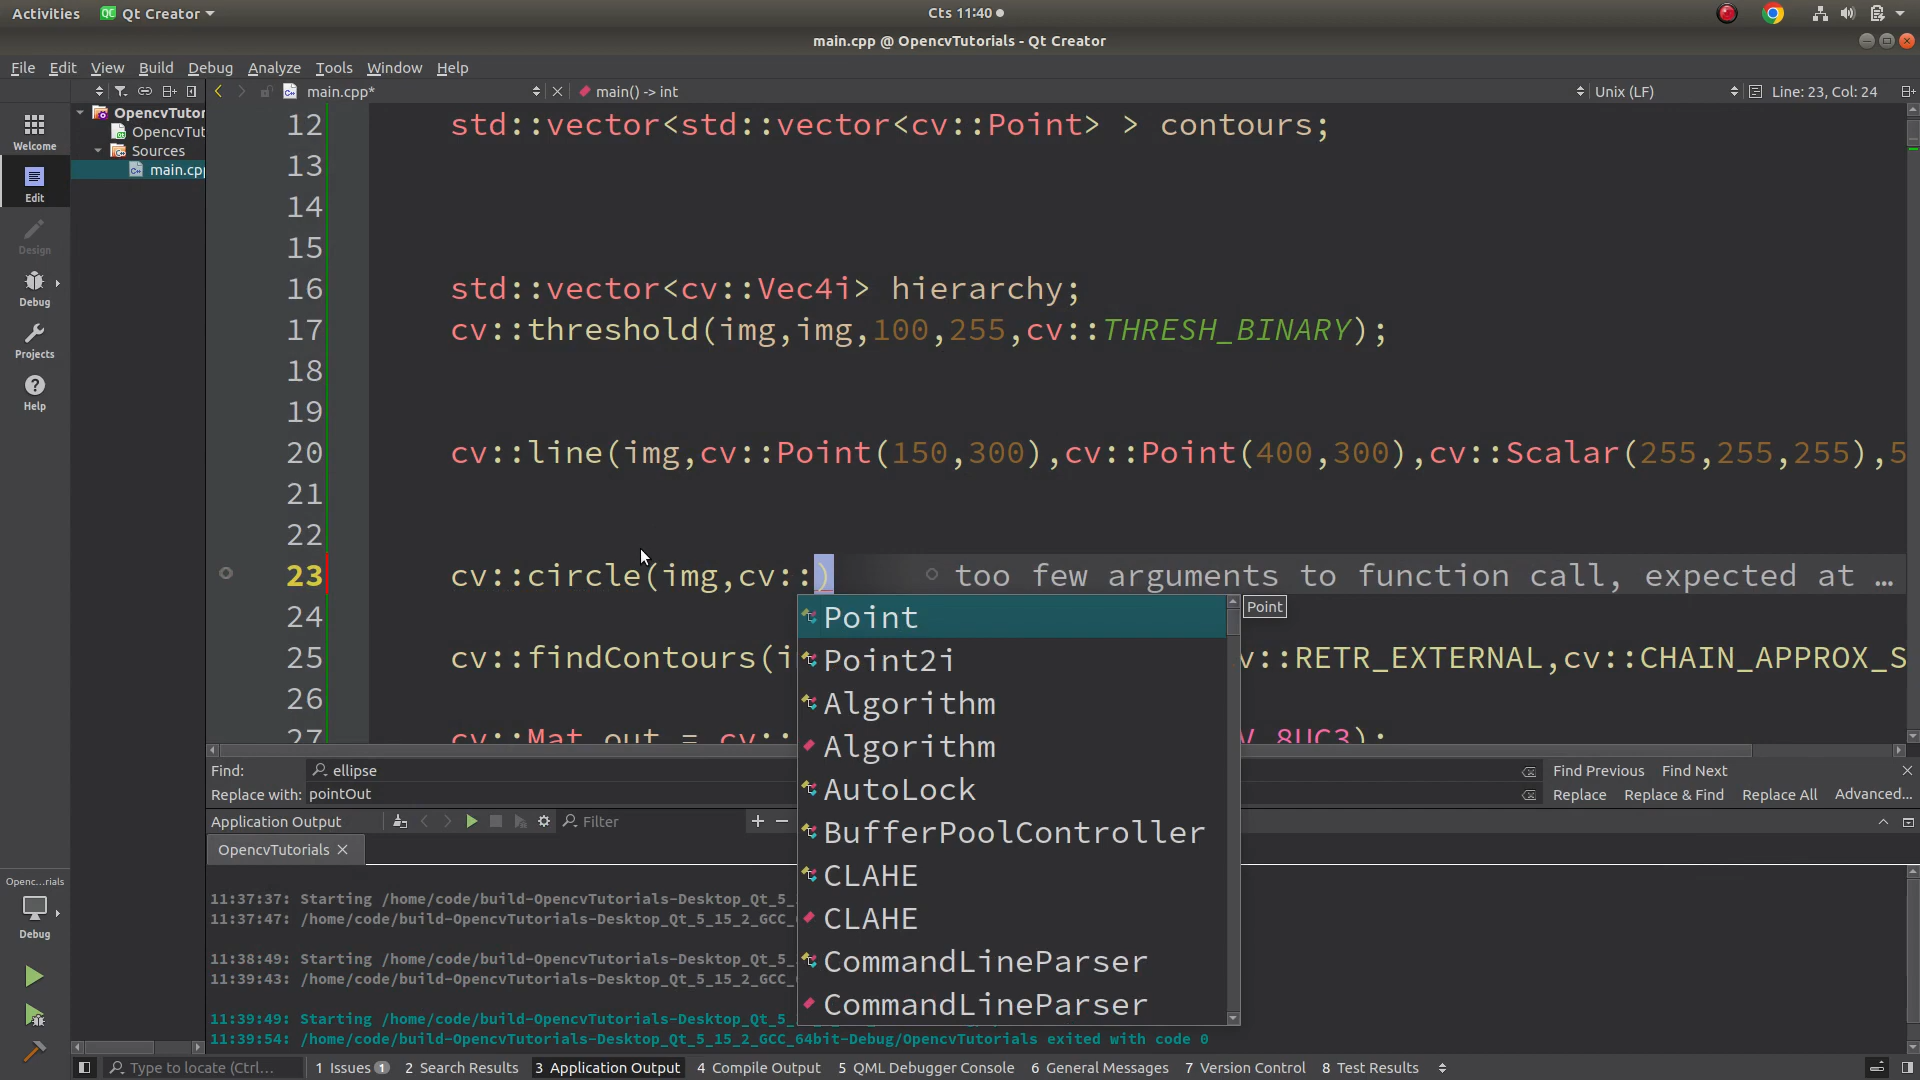 Activities
Qt Creator
Cts 11:40
main.cpp @ OpencvTutorials - Qt Creator
File Edit View Build Debug Analyze Tools Window Help
main.cpp* main() -> int Unix (LF) Line: 23, Col: 24
OpencvTutor
OpencvTut
Sources
main.cpp
Welcome
Edit
Design
Debug
Projects
Help
12 std::vector<std::vector<cv::Point> > contours;
13
14
15
16 std::vector<cv::Vec4i> hierarchy;
17 cv::threshold(img,img,100,255,cv::THRESH_BINARY);
18
19
20 cv::line(img,cv::Point(150,300),cv::Point(400,300),cv::Scalar(255,255,255),5
21
22
23 cv::circle(img,cv::) too few arguments to function call, expected at …
24
25 cv::findContours(i v::RETR_EXTERNAL,cv::CHAIN_APPROX_S
26
27 cv::Mat out = cv:: V_8UC3);
Point
Point2i
Algorithm
Algorithm
AutoLock
BufferPoolController
CLAHE
CLAHE
CommandLineParser
CommandLineParser
Point
Find: ellipse Find Previous Find Next
Replace with: pointOut Replace Replace & Find Replace All Advanced...
Application Output Filter
OpencvTutorials
11:37:37: Starting /home/code/build-OpencvTutorials-Desktop_Qt_5_
11:37:47: /home/code/build-OpencvTutorials-Desktop_Qt_5_15_2_GCC_
11:38:49: Starting /home/code/build-OpencvTutorials-Desktop_Qt_5_
11:39:43: /home/code/build-OpencvTutorials-Desktop_Qt_5_15_2_GCC_
11:39:49: Starting /home/code/build-OpencvTutorials-Desktop_Qt_5_
11:39:54: /home/code/build-OpencvTutorials-Desktop_Qt_5_15_2_GCC_64bit-Debug/OpencvTutorials exited with code 0
Openc...rials
Debug
Type to locate (Ctrl... 1 Issues 1 2 Search Results 3 Application Output 4 Compile Output 5 QML Debugger Console 6 General Messages 7 Version Control 8 Test Results